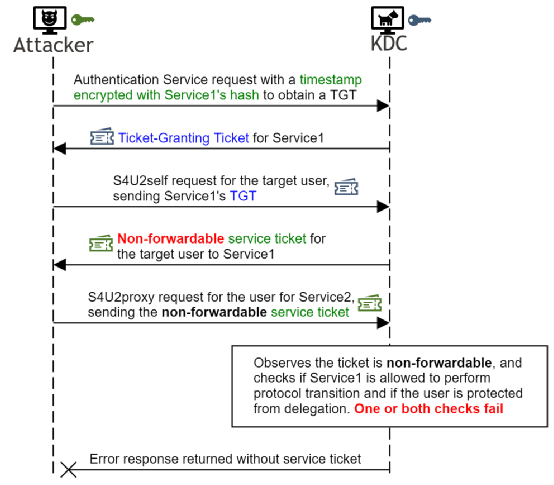 Attacker
KDC
Authentication Service request with a timestamp
encrypted with Service1's hash to obtain a TGT
Ticket-Granting Ticket for Service1
S4U2self request for the target user,
sending Service1's TGT
Non-forwardable service ticket for
the target user to Service1
S4U2proxy request for the user for Service2,
sending the non-forwardable service ticket
Observes the ticket is non-forwardable, and
checks if Service1 is allowed to perform
protocol transition and if the user is protected
from delegation. One or both checks fail
Error response returned without service ticket